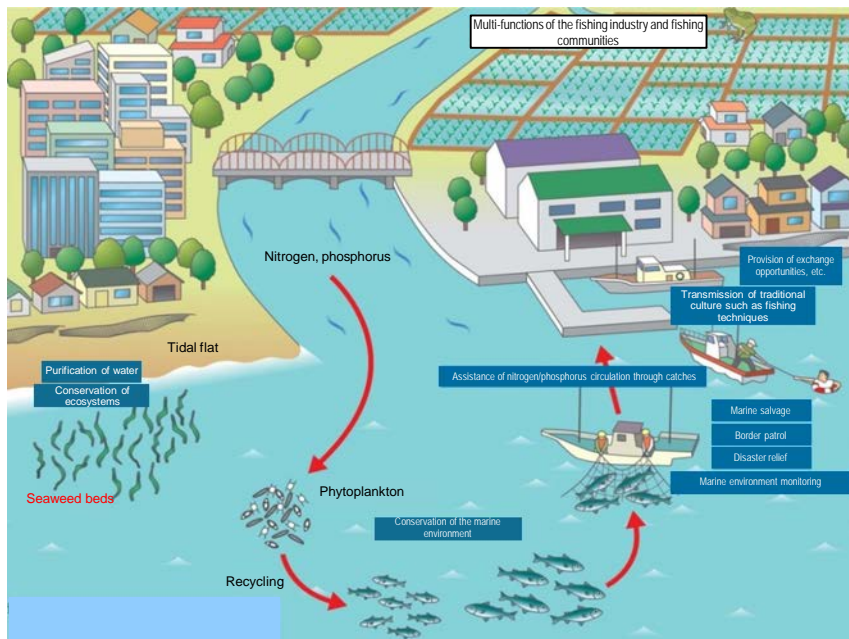 Multi-functions of the fishing industry and fishing
communities
Nitrogen, phosphorus
Provision of exchange
opportunities, etc.
Transmission of traditional
culture such as fishing
techniques
Tidal flat
Purification of water
Conservation of
ecosystems
Assistance of nitrogen/phosphorus circulation through catches
Marine salvage
Border patrol
Disaster relief
Marine environment monitoring
Seaweed beds
Phytoplankton
Conservation of the marine
environment
Recycling